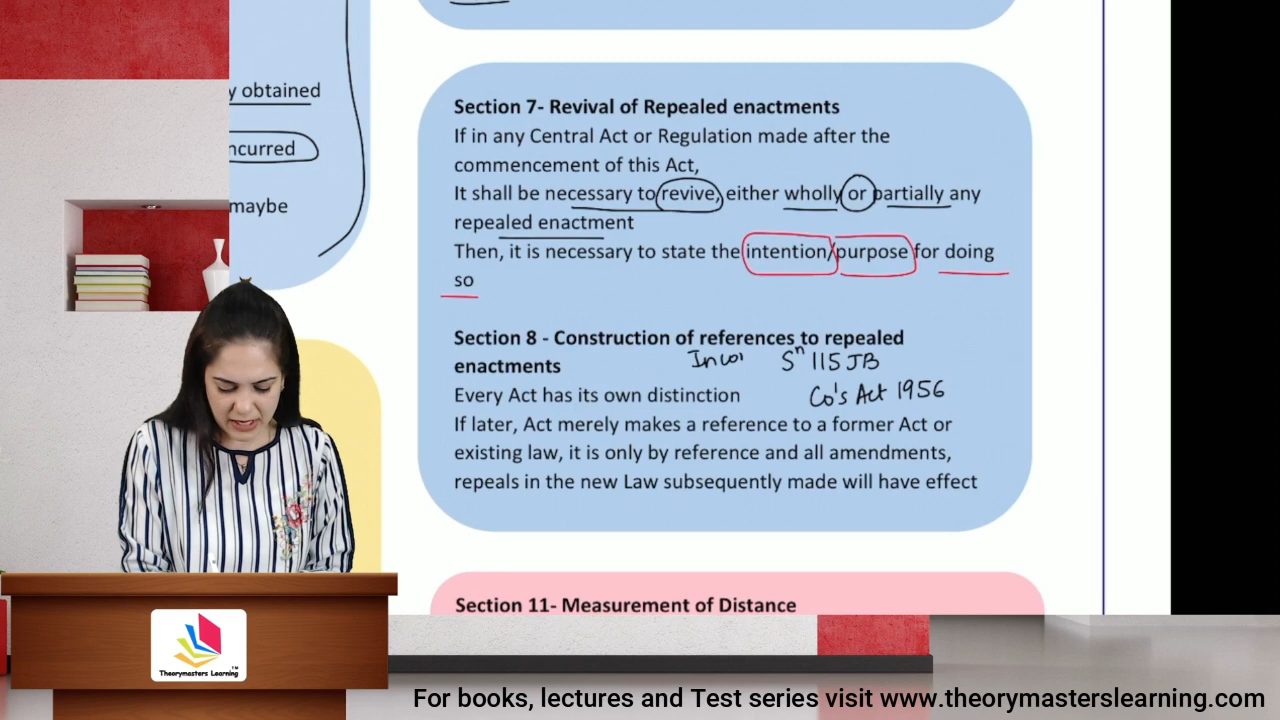 y obtained
ncurred
maybe
Section 7- Revival of Repealed enactments
If in any Central Act or Regulation made after the
commencement of this Act,
It shall be necessary to revive, either wholly or partially any
repealed enactment
Then, it is necessary to state the intention/purpose for doing
so
Section 8 - Construction of references to repealed
enactments
Sⁿ 115 JB
Every Act has its own distinction
Co's Act 1956
If later, Act merely makes a reference to a former Act or
existing law, it is only by reference and all amendments,
repeals in the new Law subsequently made will have effect
Section 11- Measurement of Distance
Theorymasters Learning™
For books, lectures and Test series visit www.theorymasterslearning.com